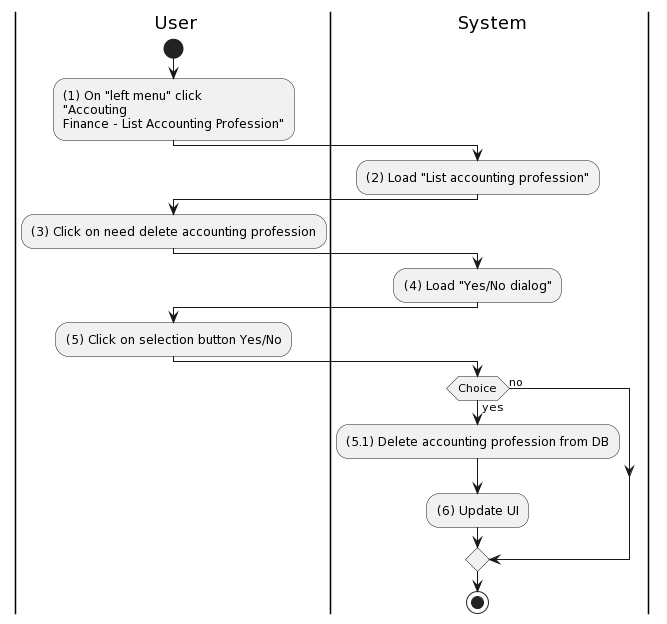 User
System
(1) On "left menu" click
"Accouting
Finance - List Accounting Profession"
(2) Load "List accounting profession"
(3) Click on need delete accounting profession
(4) Load "Yes/No dialog"
(5) Click on selection button Yes/No
Choice
no
yes
(5.1) Delete accounting profession from DB
(6) Update UI